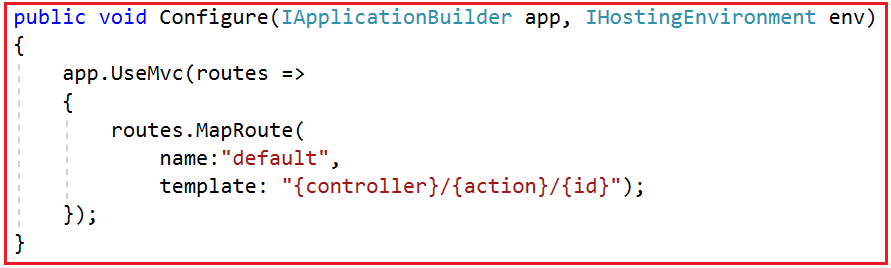 public void Configure(IApplicationBuilder app, IHostingEnvironment env)
{
    app.UseMvc(routes =>
    {
        routes.MapRoute(
            name:"default",
            template: "{controller}/{action}/{id}");
    });
}